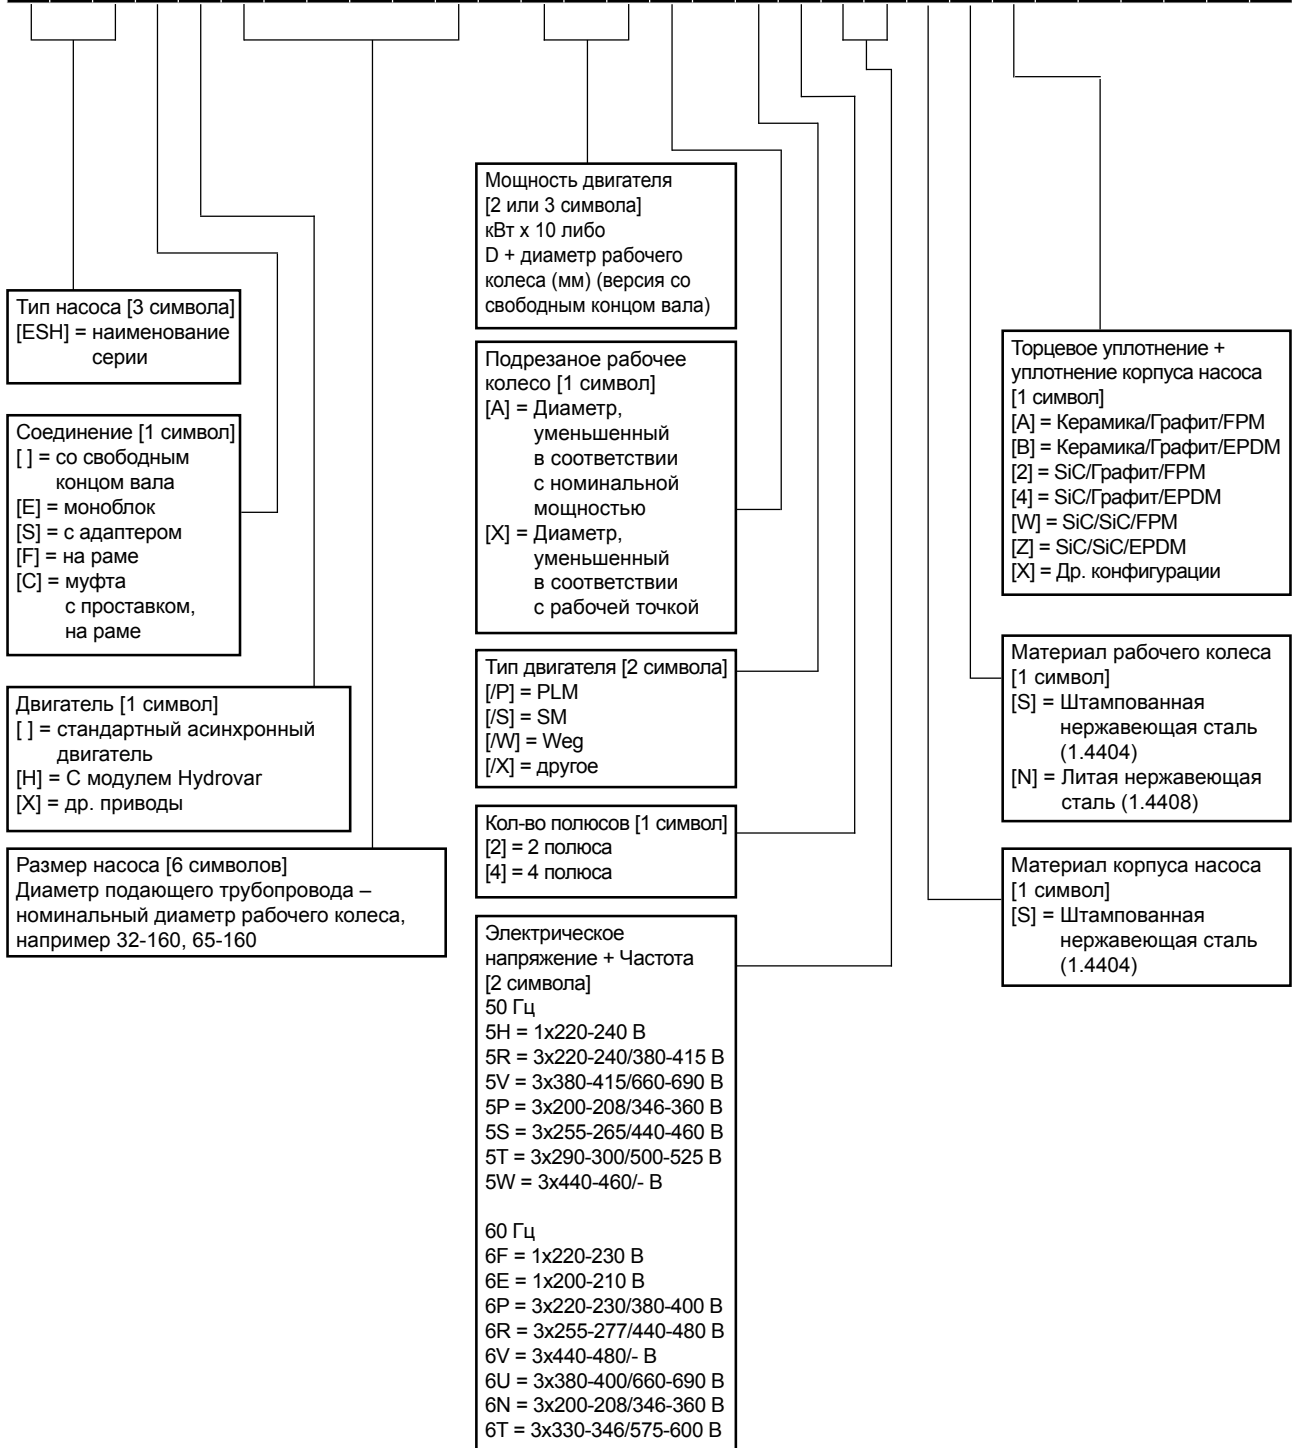 Тип насоса [3 символа]
[ESH] = наименование
серии
Соединение [1 символ]
[ ] = со свободным
концом вала
[E] = моноблок
[S] = с адаптером
[F] = на раме
[C] = муфта
с проставком,
на раме
Двигатель [1 символ]
[ ] = стандартный асинхронный
двигатель
[H] = С модулем Hydrovar
[X] = др. приводы
Размер насоса [6 символов]
Диаметр подающего трубопровода –
номинальный диаметр рабочего колеса,
например 32-160, 65-160
Мощность двигателя
[2 или 3 символа]
кВт x 10 либо
D + диаметр рабочего
колеса (мм) (версия со
свободным концом вала)
Подрезаное рабочее
колесо [1 символ]
[A] = Диаметр,
уменьшенный
в соответствии
с номинальной
мощностью
[X] = Диаметр,
уменьшенный
в соответствии
с рабочей точкой
Тип двигателя [2 символа]
[/P] = PLM
[/S] = SM
[/W] = Weg
[/X] = другое
Кол-во полюсов [1 символ]
[2] = 2 полюса
[4] = 4 полюса
Электрическое
напряжение + Частота
[2 символа]
50 Гц
5H = 1x220-240 В
5R = 3x220-240/380-415 В
5V = 3x380-415/660-690 В
5P = 3x200-208/346-360 В
5S = 3x255-265/440-460 В
5T = 3x290-300/500-525 В
5W = 3x440-460/- В
60 Гц
6F = 1x220-230 В
6E = 1x200-210 В
6P = 3x220-230/380-400 В
6R = 3x255-277/440-480 В
6V = 3x440-480/- В
6U = 3x380-400/660-690 В
6N = 3x200-208/346-360 В
6T = 3x330-346/575-600 В
Торцевое уплотнение +
уплотнение корпуса насоса
[1 символ]
[A] = Керамика/Графит/FPM
[B] = Керамика/Графит/EPDM
[2] = SiC/Графит/FPM
[4] = SiC/Графит/EPDM
[W] = SiC/SiC/FPM
[Z] = SiC/SiC/EPDM
[X] = Др. конфигурации
Материал рабочего колеса
[1 символ]
[S] = Штампованная
нержавеющая сталь
(1.4404)
[N] = Литая нержавеющая
сталь (1.4408)
Материал корпуса насоса
[1 символ]
[S] = Штампованная
нержавеющая сталь
(1.4404)